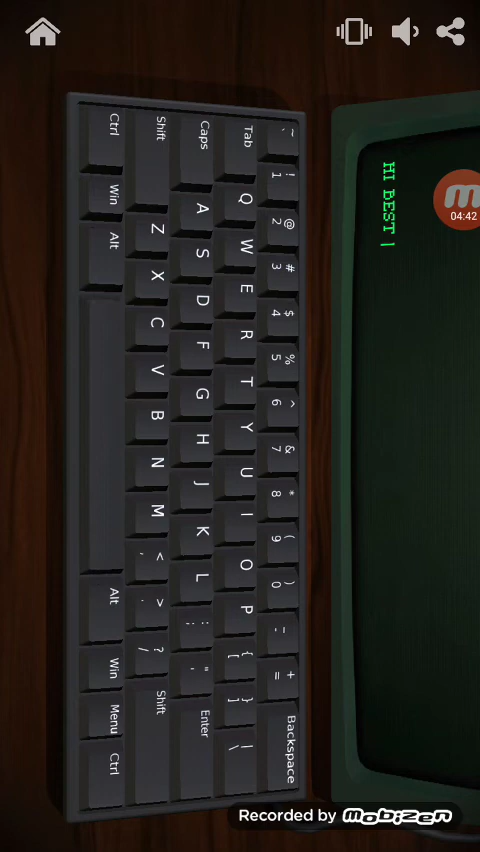 HI BEST |
04:42
~ `
! 1
@ 2
# 3
$ 4
% 5
^ 6
& 7
* 8
( 9
) 0
-
+ =
Backspace
Tab Q W E R T Y U I O P { [ } ] | \
Caps A S D F G H J K L : ; " ' Enter
Shift Z X C V B N M < , > . ? / Shift
Ctrl Win Alt Alt Win Menu Ctrl
Recorded by mobizen